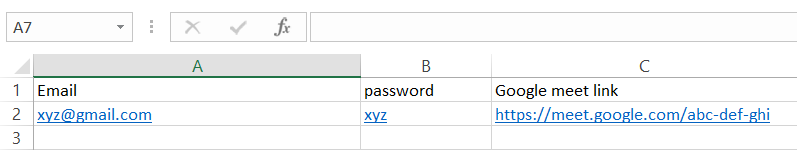 A7 fx
A B C
1 Email password Google meet link
2 xyz@gmail.com xyz https://meet.google.com/abc-def-ghi
3